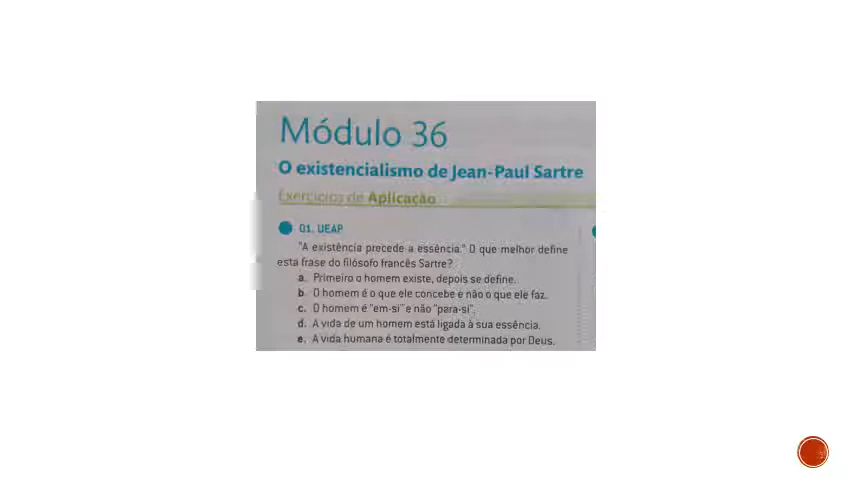 Módulo 36
O existencialismo de Jean-Paul Sartre
Exercícios de Aplicação
01. UEAP
"A existência precede a essência." O que melhor define
esta frase do filósofo francês Sartre?
a. Primeiro o homem existe, depois se define.
b. O homem é o que ele concebe e não o que ele faz.
c. O homem é "em-si" e não "para-si".
d. A vida de um homem está ligada à sua essência.
e. A vida humana é totalmente determinada por Deus.